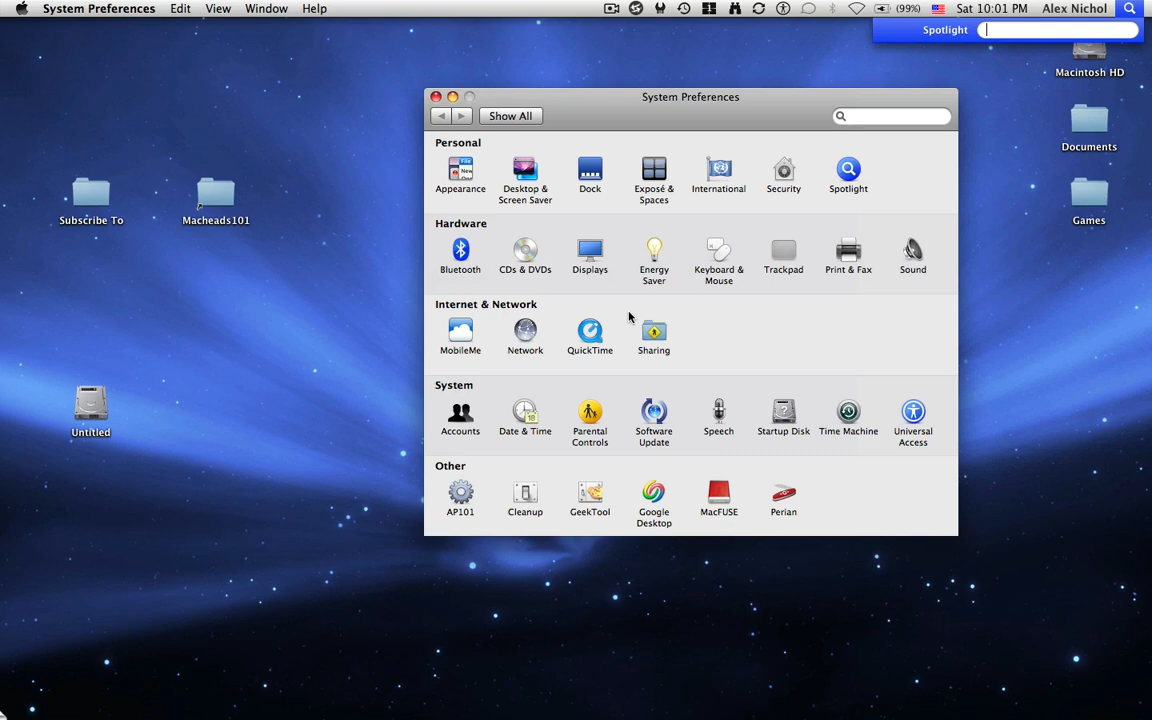 System Preferences Edit View Window Help
(99%) Sat 10:01 PM Alex Nichol
Spotlight
Macintosh HD
Documents
Games
Subscribe To
Macheads101
Untitled
System Preferences
Show All
Personal
Appearance
Desktop &
Screen Saver
Dock
Exposé &
Spaces
International
Security
Spotlight
Hardware
Bluetooth
CDs & DVDs
Displays
Energy
Saver
Keyboard &
Mouse
Trackpad
Print & Fax
Sound
Internet & Network
MobileMe
Network
QuickTime
Sharing
System
Accounts
Date & Time
Parental
Controls
Software
Update
Speech
Startup Disk
Time Machine
Universal
Access
Other
AP101
Cleanup
GeekTool
Google
Desktop
MacFUSE
Perian